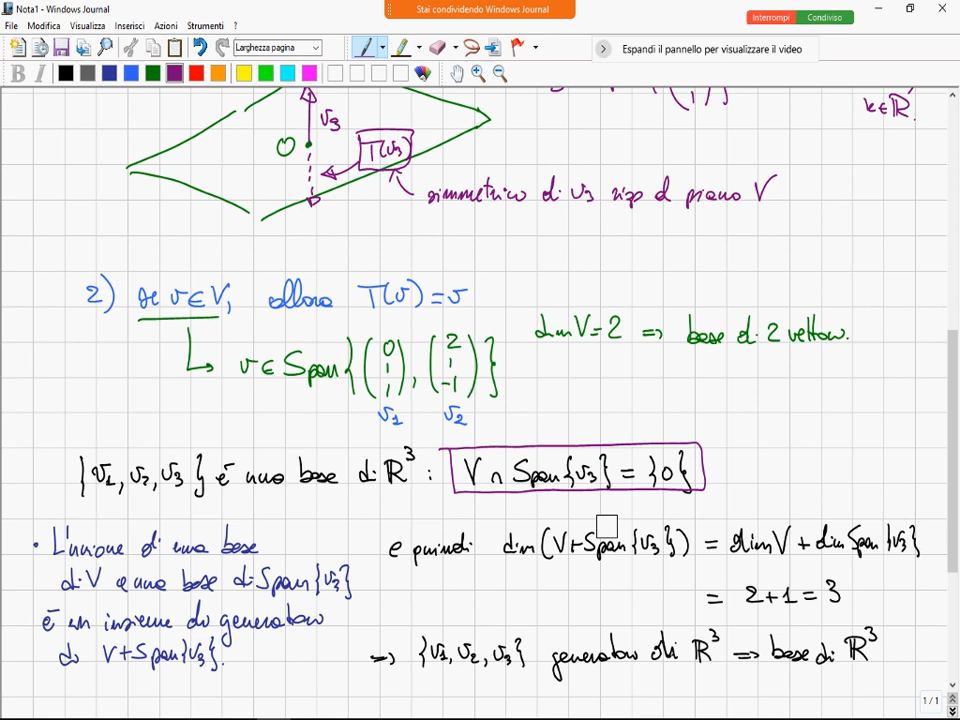 Nota1 - Windows Journal
Stai condividendo Windows Journal
Interrompi
Condiviso
File Modifica Visualizza Inserisci Azioni Strumenti ?
Larghezza pagina
Espandi il pannello per visualizzare il video
B I
k∈ℝ
v3
O
T(v3)
simmetrico di v3 risp al piano V
2) se v∈V, allora T(v)=v
dim V=2 => base di 2 vettori.
v∈Span{(0 1 1), (2 1 -1)}
v1 v2
{v1, v2, v3} è una base di ℝ³ : V ∩ Span{v3} = {0}
e quindi dim(V+Span{v3}) = dimV + dim Span{v3}
= 2+1=3
=> {v1, v2, v3} generatori di ℝ³ => base di ℝ³
• L'unione di una base
di V e una base di Span{v3}
è un insieme di generatori
di V+Span{v3}.
1 / 1